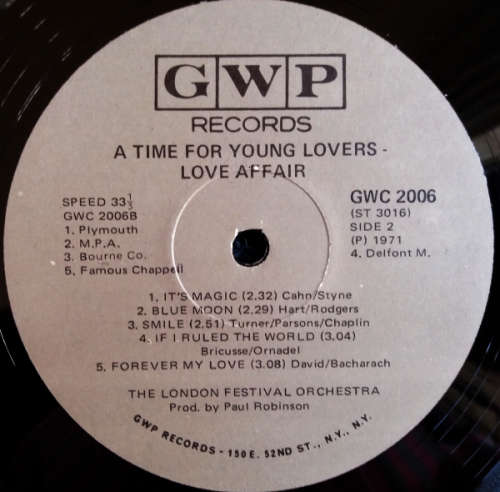 GWP
RECORDS
A TIME FOR YOUNG LOVERS -
LOVE AFFAIR
SPEED 33⅓
GWC 2006B
1. Plymouth
2. M.P.A.
3. Bourne Co.
5. Famous Chappell
GWC 2006
(ST 3016)
SIDE 2
(P) 1971
4. Delfont M.
1. IT'S MAGIC (2.32) Cahn/Styne
2. BLUE MOON (2.29) Hart/Rodgers
3. SMILE (2.51) Turner/Parsons/Chaplin
4. IF I RULED THE WORLD (3.04)
Bricusse/Ornadel
5. FOREVER MY LOVE (3.08) David/Bacharach
THE LONDON FESTIVAL ORCHESTRA
Prod. by Paul Robinson
GWP RECORDS - 150 E. 52ND ST., N.Y., N.Y.